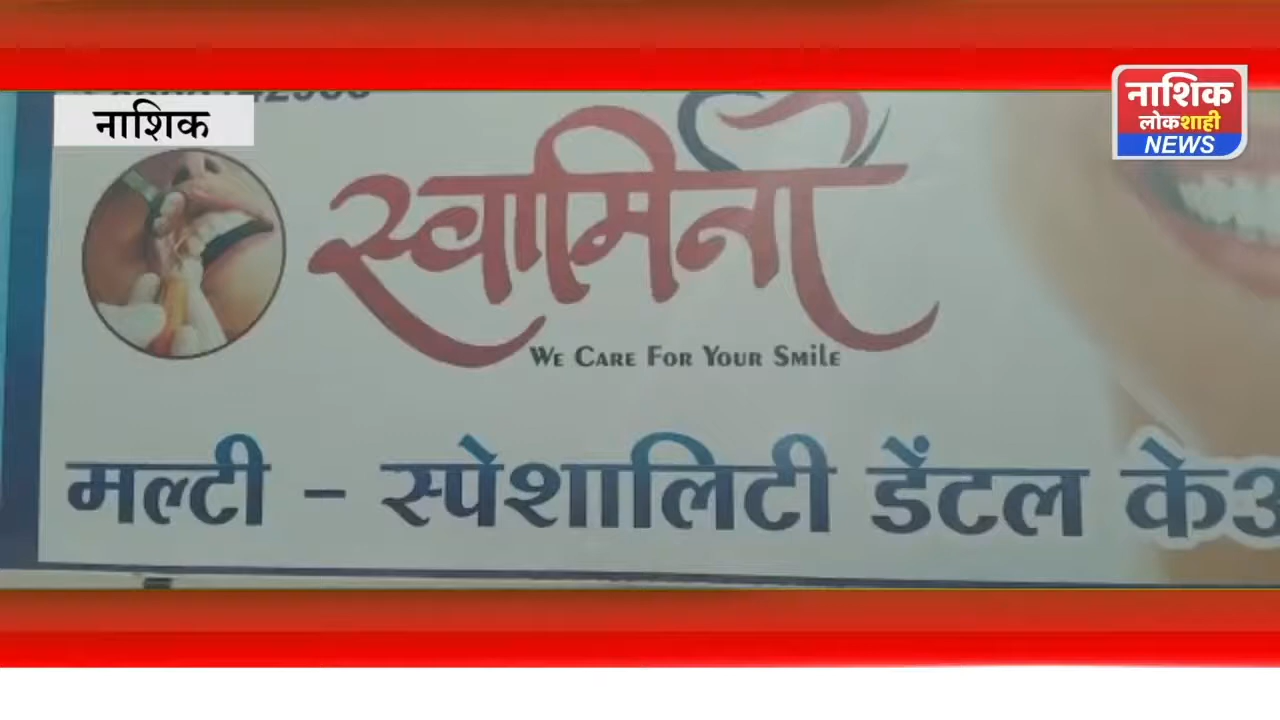 नाशिक
नाशिक
लोकशाही
NEWS
स्वामिनी
WE CARE FOR YOUR SMILE
मल्टी - स्पेशालिटी डेंटल